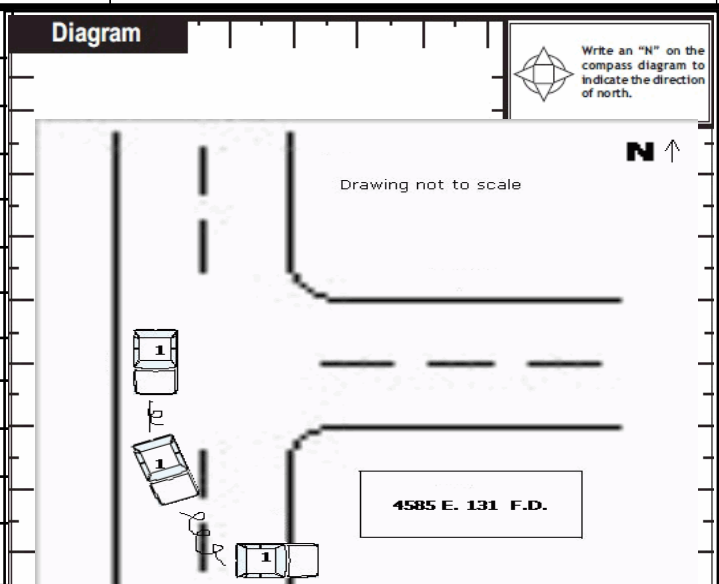 Diagram
Write an “N” on the
compass diagram to
indicate the direction
of north.
N ↑
Drawing not to scale
1
1
4585 E. 131 F.D.
1